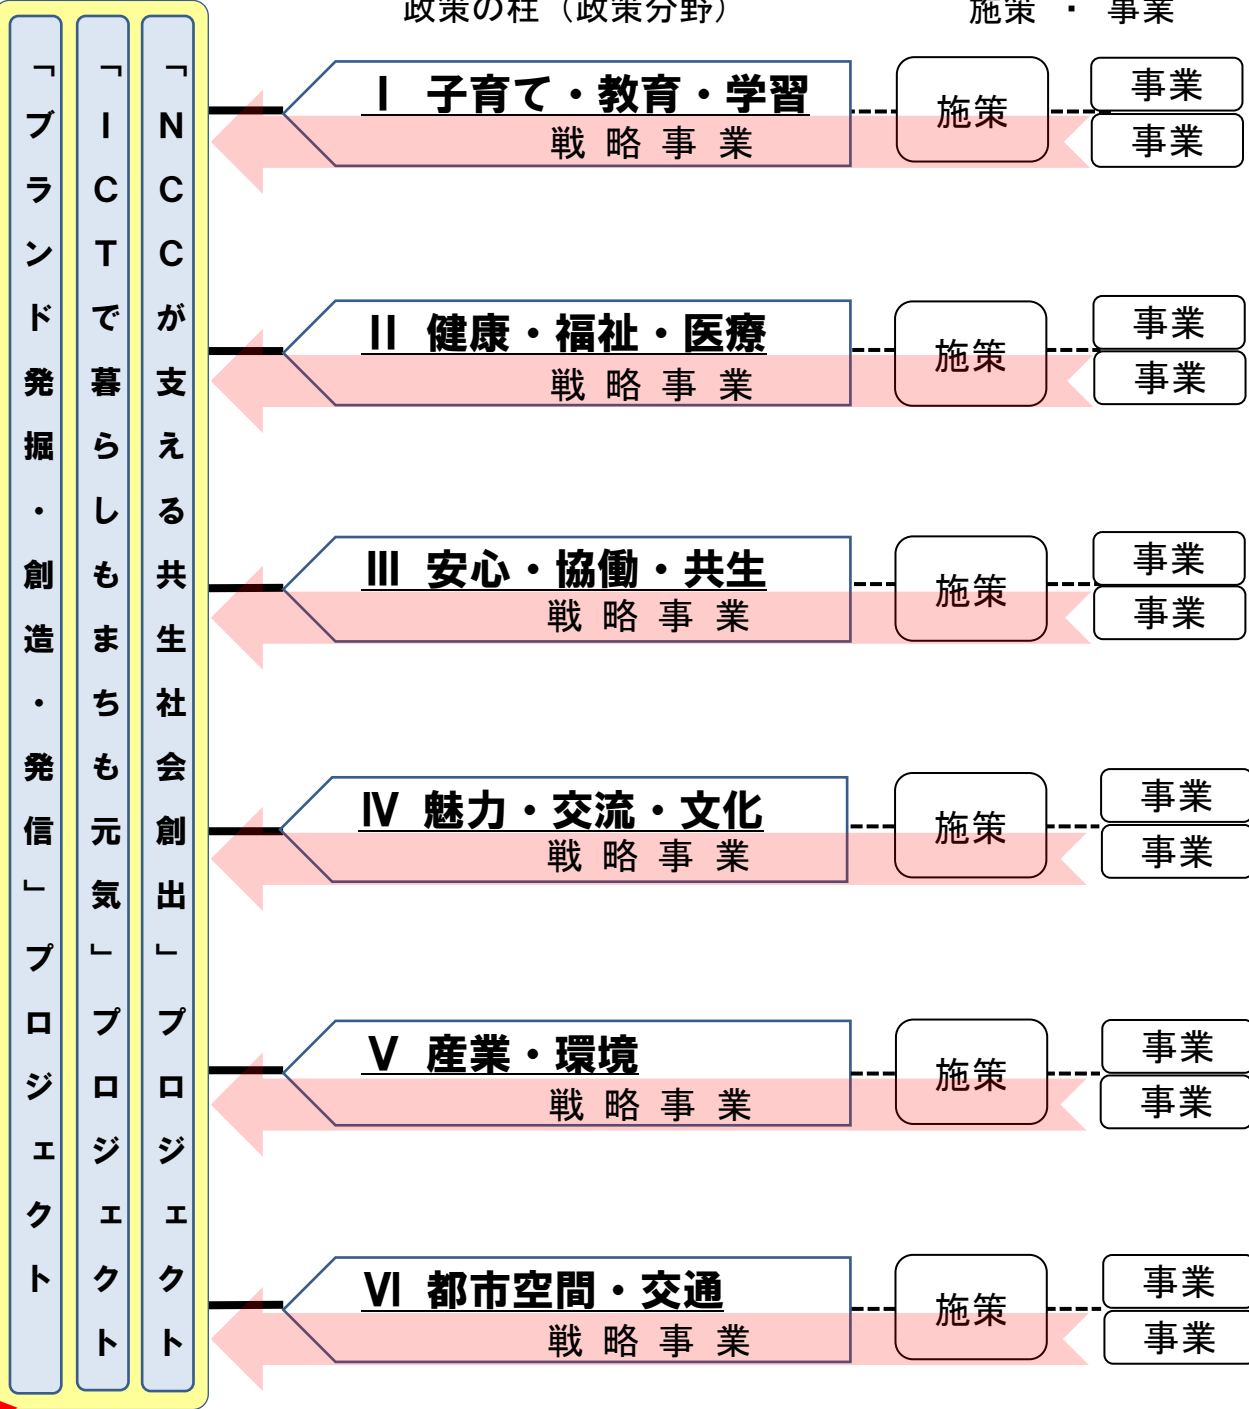 政策の柱（政策分野）
施策 ・ 事業
「NCCが支える共生社会創出」プロジェクト
「ICTで暮らしもまちも元気」プロジェクト
「ブランド発掘・創造・発信」プロジェクト
Ⅰ 子育て・教育・学習
戦略事業
施策
事業
事業
Ⅱ 健康・福祉・医療
戦略事業
施策
事業
事業
Ⅲ 安心・協働・共生
戦略事業
施策
事業
事業
Ⅳ 魅力・交流・文化
戦略事業
施策
事業
事業
Ⅴ 産業・環境
戦略事業
施策
事業
事業
Ⅵ 都市空間・交通
戦略事業
施策
事業
事業